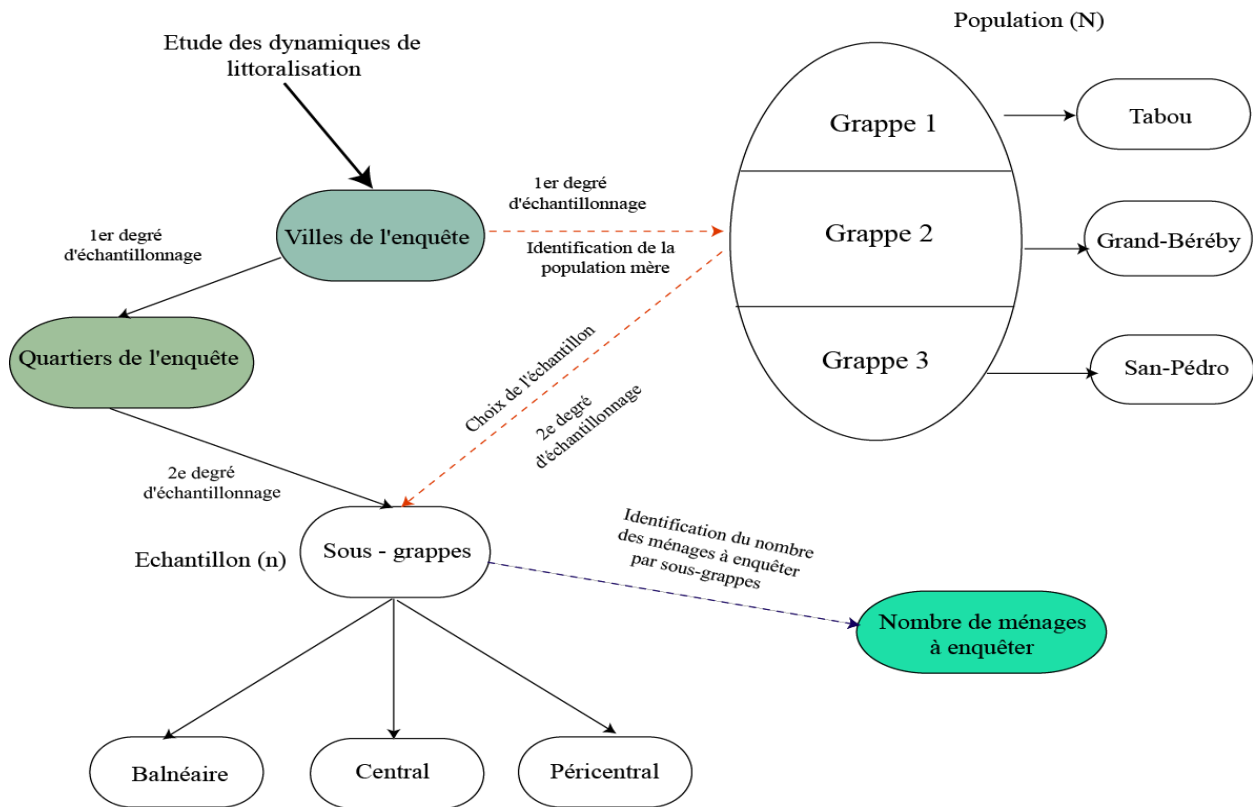 Population (N)
Etude des dynamiques de
littoralisation
Grappe 1
Tabou
1er degré
d'échantillonnage
Villes de l'enquête
Grappe 2
1er degré
d'échantillonnage
Identification de la
population mère
Grand-Béréby
Quartiers de l'enquête
Grappe 3
San-Pédro
Choix de l'échantillon
2e degré
d'échantillonnage
2e degré
d'échantillonnage
Echantillon (n)
Sous - grappes
Identification du nombre
des ménages à enquêter
par sous-grappes
Nombre de ménages
à enquêter
Balnéaire
Central
Péricentral